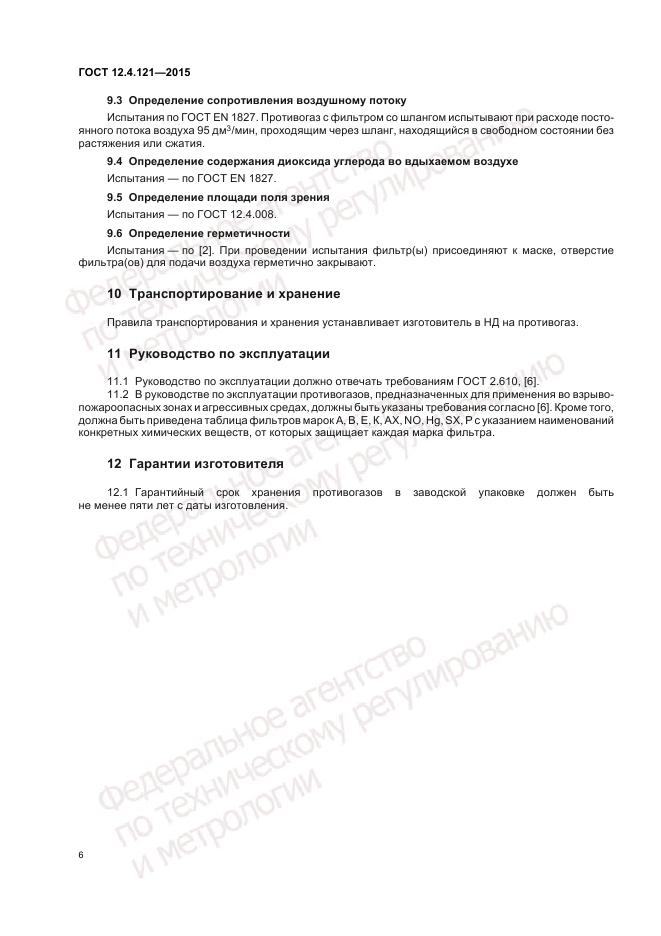 ГОСТ 12.4.121—2015
9.3 Определение сопротивления воздушному потоку
Испытания по ГОСТ EN 1827. Противогаз с фильтром со шлангом испытывают при расходе посто-
янного потока воздуха 95 дм³/мин, проходящим через шланг, находящийся в свободном состоянии без
растяжения или сжатия.
9.4 Определение содержания диоксида углерода во вдыхаемом воздухе
Испытания — по ГОСТ EN 1827.
9.5 Определение площади поля зрения
Испытания — по ГОСТ 12.4.008.
9.6 Определение герметичности
Испытания — по [2]. При проведении испытания фильтр(ы) присоединяют к маске, отверстие
фильтра(ов) для подачи воздуха герметично закрывают.
10 Транспортирование и хранение
Правила транспортирования и хранения устанавливает изготовитель в НД на противогаз.
11 Руководство по эксплуатации
11.1 Руководство по эксплуатации должно отвечать требованиям ГОСТ 2.610, [6].
11.2 В руководстве по эксплуатации противогазов, предназначенных для применения во взрыво-
пожароопасных зонах и агрессивных средах, должны быть указаны требования согласно [6]. Кроме того,
должна быть приведена таблица фильтров марок А, В, Е, К, АХ, NO, Hg, SX, Р с указанием наименований
конкретных химических веществ, от которых защищает каждая марка фильтра.
12 Гарантии изготовителя
12.1 Гарантийный срок хранения противогазов в заводской упаковке должен быть
не менее пяти лет с даты изготовления.
Федеральное агентство
по техническому регулированию
и метрологии
Федеральное агентство
по техническому регулированию
и метрологии
Федеральное агентство
по техническому регулированию
и метрологии
6